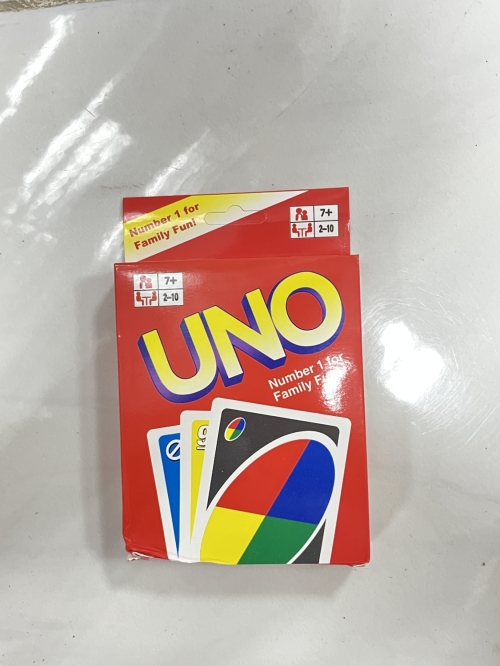 Number 1 for
Family Fun!
7+
2-10
7+
2-10
UNO
Number 1 for
Family Fun!